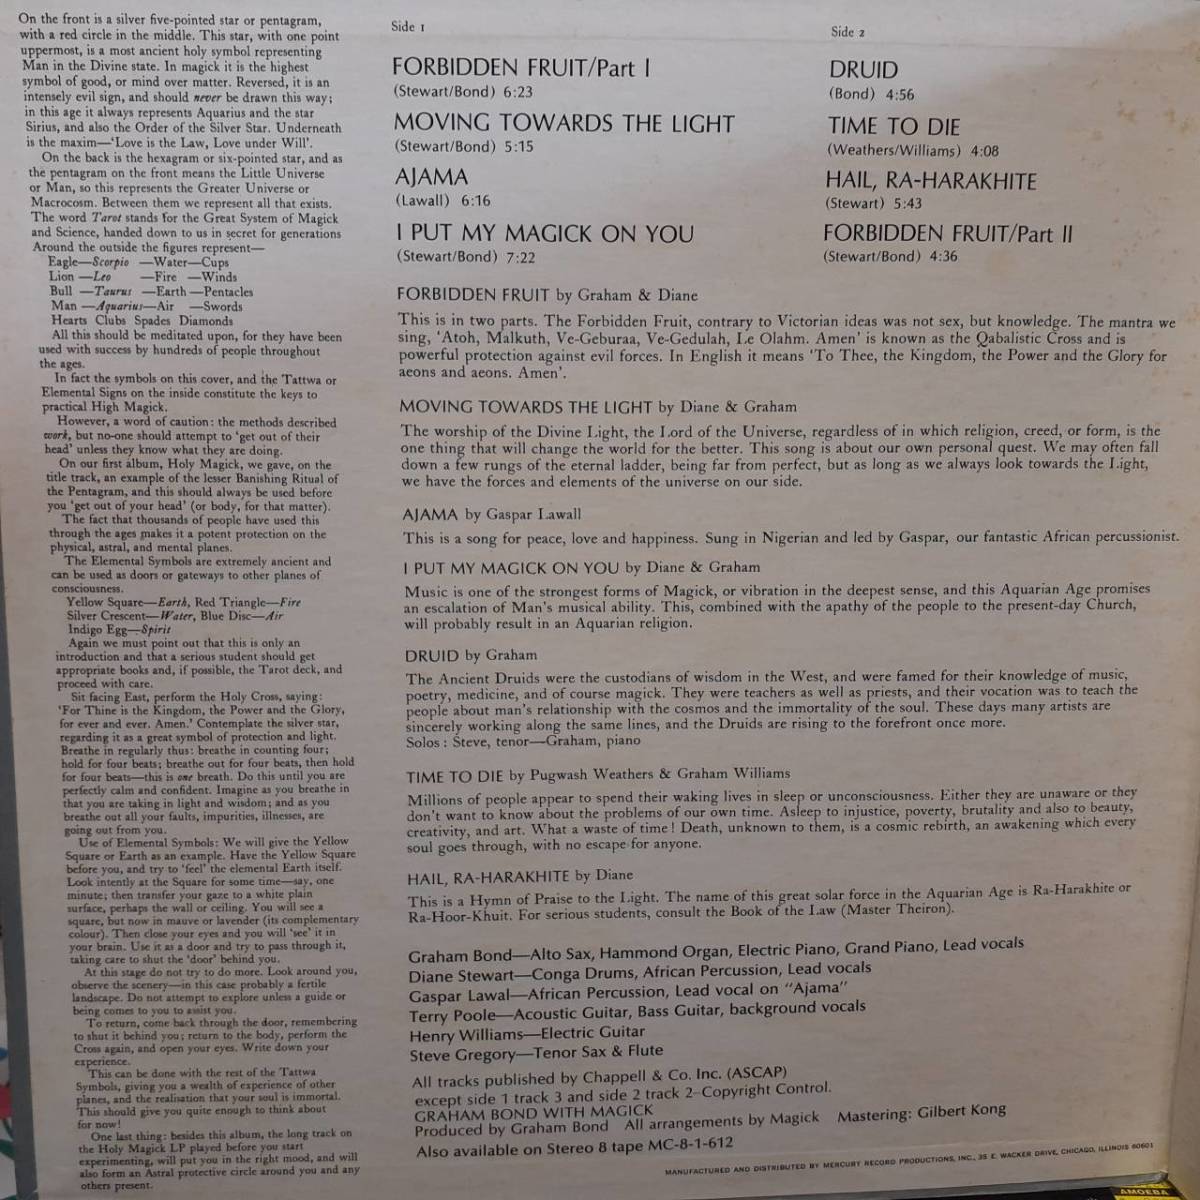 On the front is a silver five-pointed star or pentagram,
with a red circle in the middle. This star, with one point
uppermost, is a most ancient holy symbol representing
Man in the Divine state. In magick it is the highest
symbol of good, or mind over matter. Reversed, it is an
intensely evil sign, and should never be drawn this way;
in this age it always represents Aquarius and the star
Sirius, and also the Order of the Silver Star. Underneath
is the maxim—'Love is the Law, Love under Will'.
On the back is the hexagram or six-pointed star, and as
the pentagram on the front means the Little Universe
or Man, so this represents the Greater Universe or
Macrocosm. Between them we represent all that exists.
The word Tarot stands for the Great System of Magick
and Science, handed down to us in secret for generations
Around the outside the figures represent—
Eagle—Scorpio —Water—Cups
Lion —Leo —Fire —Winds
Bull —Taurus —Earth —Pentacles
Man —Aquarius—Air —Swords
Hearts Clubs Spades Diamonds
All this should be meditated upon, for they have been
used with success by hundreds of people throughout
the ages.
In fact the symbols on this cover, and the Tattwa or
Elemental Signs on the inside constitute the keys to
practical High Magick.
However, a word of caution: the methods described
work, but no-one should attempt to 'get out of their
head' unless they know what they are doing.
On our first album, Holy Magick, we gave, on the
title track, an example of the lesser Banishing Ritual of
the Pentagram, and this should always be used before
you 'get out of your head' (or body, for that matter).
The fact that thousands of people have used this
through the ages makes it a potent protection on the
physical, astral, and mental planes.
The Elemental Symbols are extremely ancient and
can be used as doors or gateways to other planes of
consciousness.
Yellow Square—Earth, Red Triangle—Fire
Silver Crescent—Water, Blue Disc—Air
Indigo Egg—Spirit
Again we must point out that this is only an
introduction and that a serious student should get
appropriate books and, if possible, the Tarot deck, and
proceed with care.
Sit facing East, perform the Holy Cross, saying:
'For Thine is the Kingdom, the Power and the Glory,
for ever and ever. Amen.' Contemplate the silver star,
regarding it as a great symbol of protection and light.
Breathe in regularly thus: breathe in counting four;
hold for four beats; breathe out for four beats, then hold
for four beats—this is one breath. Do this until you are
perfectly calm and confident. Imagine as you breathe in
that you are taking in light and wisdom; and as you
breathe out all your faults, impurities, illnesses, are
going out from you.
Use of Elemental Symbols: We will give the Yellow
Square or Earth as an example. Have the Yellow Square
before you, and try to 'feel' the elemental Earth itself.
Look intently at the Square for some time—say, one
minute; then transfer your gaze to a white plain
surface, perhaps the wall or ceiling. You will see a
square, but now in mauve or lavender (its complementary
colour). Then close your eyes and you will 'see' it in
your brain. Use it as a door and try to pass through it,
taking care to shut the 'door' behind you.
At this stage do not try to do more. Look around you,
observe the scenery—in this case probably a fertile
landscape. Do not attempt to explore unless a guide or
being comes to you to assist you.
To return, come back through the door, remembering
to shut it behind you; return to the body, perform the
Cross again, and open your eyes. Write down your
experience.
This can be done with the rest of the Tattwa
Symbols, giving you a wealth of experience of other
planes, and the realisation that your soul is immortal.
This should give you quite enough to think about
for now!
One last thing: besides this album, the long track on
the Holy Magick LP played before you start
experimenting, will put you in the right mood, and will
also form an Astral protective circle around you and any
others present.
Side 1
FORBIDDEN FRUIT/Part I
(Stewart/Bond) 6:23
MOVING TOWARDS THE LIGHT
(Stewart/Bond) 5:15
AJAMA
(Lawall) 6:16
I PUT MY MAGICK ON YOU
(Stewart/Bond) 7:22
Side 2
DRUID
(Bond) 4:56
TIME TO DIE
(Weathers/Williams) 4:08
HAIL, RA-HARAKHITE
(Stewart) 5:43
FORBIDDEN FRUIT/Part II
(Stewart/Bond) 4:36
FORBIDDEN FRUIT by Graham & Diane
This is in two parts. The Forbidden Fruit, contrary to Victorian ideas was not sex, but knowledge. The mantra we
sing, 'Atoh, Malkuth, Ve-Geburaa, Ve-Gedulah, Le Olahm. Amen' is known as the Qabalistic Cross and is
powerful protection against evil forces. In English it means 'To Thee, the Kingdom, the Power and the Glory for
aeons and aeons. Amen'.
MOVING TOWARDS THE LIGHT by Diane & Graham
The worship of the Divine Light, the Lord of the Universe, regardless of in which religion, creed, or form, is the
one thing that will change the world for the better. This song is about our own personal quest. We may often fall
down a few rungs of the eternal ladder, being far from perfect, but as long as we always look towards the Light,
we have the forces and elements of the universe on our side.
AJAMA by Gaspar Lawall
This is a song for peace, love and happiness. Sung in Nigerian and led by Gaspar, our fantastic African percussionist.
I PUT MY MAGICK ON YOU by Diane & Graham
Music is one of the strongest forms of Magick, or vibration in the deepest sense, and this Aquarian Age promises
an escalation of Man's musical ability. This, combined with the apathy of the people to the present-day Church,
will probably result in an Aquarian religion.
DRUID by Graham
The Ancient Druids were the custodians of wisdom in the West, and were famed for their knowledge of music,
poetry, medicine, and of course magick. They were teachers as well as priests, and their vocation was to teach the
people about man's relationship with the cosmos and the immortality of the soul. These days many artists are
sincerely working along the same lines, and the Druids are rising to the forefront once more.
Solos: Steve, tenor—Graham, piano
TIME TO DIE by Pugwash Weathers & Graham Williams
Millions of people appear to spend their waking lives in sleep or unconsciousness. Either they are unaware or they
don't want to know about the problems of our own time. Asleep to injustice, poverty, brutality and also to beauty,
creativity, and art. What a waste of time! Death, unknown to them, is a cosmic rebirth, an awakening which every
soul goes through, with no escape for anyone.
HAIL, RA-HARAKHITE by Diane
This is a Hymn of Praise to the Light. The name of this great solar force in the Aquarian Age is Ra-Harakhite or
Ra-Hoor-Khuit. For serious students, consult the Book of the Law (Master Theiron).
Graham Bond—Alto Sax, Hammond Organ, Electric Piano, Grand Piano, Lead vocals
Diane Stewart—Conga Drums, African Percussion, Lead vocals
Gaspar Lawal—African Percussion, Lead vocal on "Ajama"
Terry Poole—Acoustic Guitar, Bass Guitar, background vocals
Henry Williams—Electric Guitar
Steve Gregory—Tenor Sax & Flute
All tracks published by Chappell & Co. Inc. (ASCAP)
except side 1 track 3 and side 2 track 2–Copyright Control.
GRAHAM BOND WITH MAGICK
Produced by Graham Bond All arrangements by Magick Mastering: Gilbert Kong
Also available on Stereo 8 tape MC-8-1-612
MANUFACTURED AND DISTRIBUTED BY MERCURY RECORD PRODUCTIONS, INC., 35 E. WACKER DRIVE, CHICAGO, ILLINOIS 60601
AMOEBA